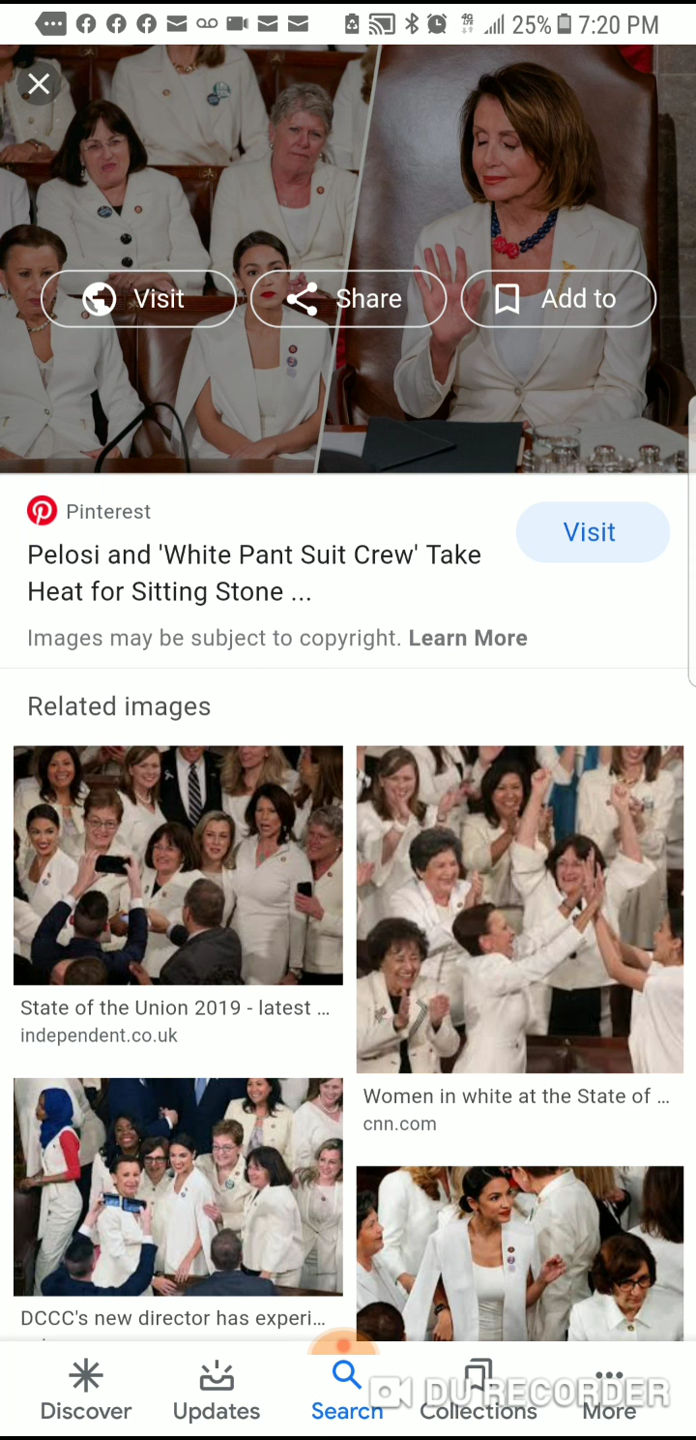 25% 7:20 PM
Visit
Share
Add to
Pinterest
Visit
Pelosi and 'White Pant Suit Crew' Take
Heat for Sitting Stone ...
Images may be subject to copyright. Learn More
Related images
State of the Union 2019 - latest ...
independent.co.uk
Women in white at the State of ...
cnn.com
DCCC's new director has experi...
Discover
Updates
Search
Collections
More
DU RECORDER